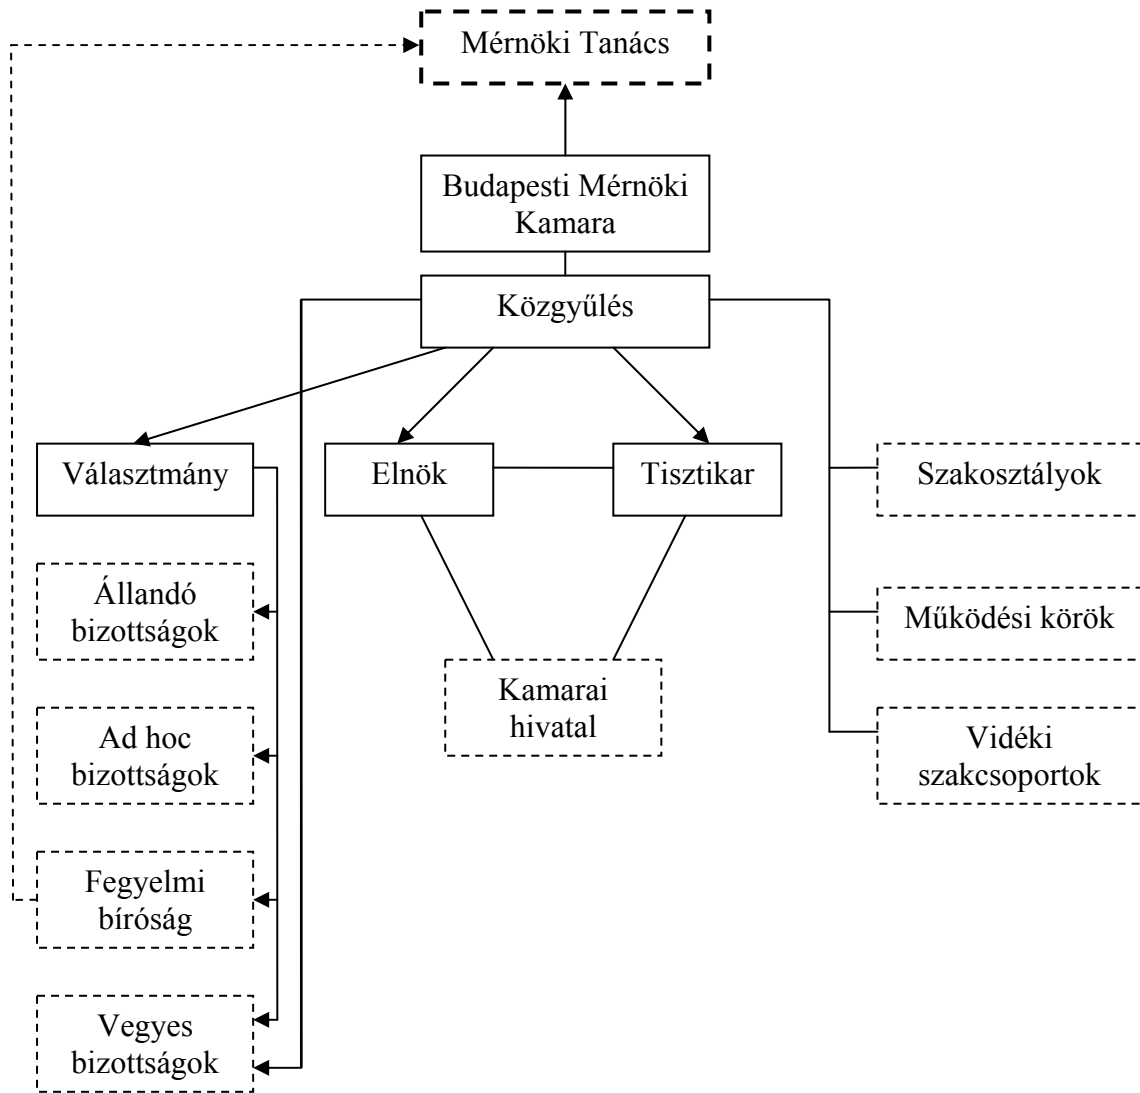 Mérnöki Tanács
Budapesti Mérnöki
Kamara
Közgyűlés
Választmány
Elnök
Tisztikar
Szakosztályok
Állandó
bizottságok
Működési körök
Kamarai
hivatal
Ad hoc
bizottságok
Vidéki
szakcsoportok
Fegyelmi
bíróság
Vegyes
bizottságok